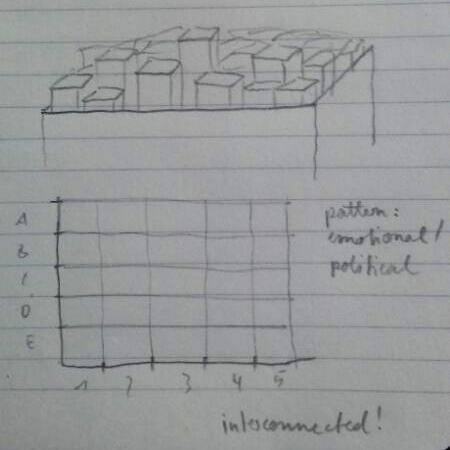 A
B
C
D
E
1 2 3 4 5
pattern:
emotional/
political
interconnected!